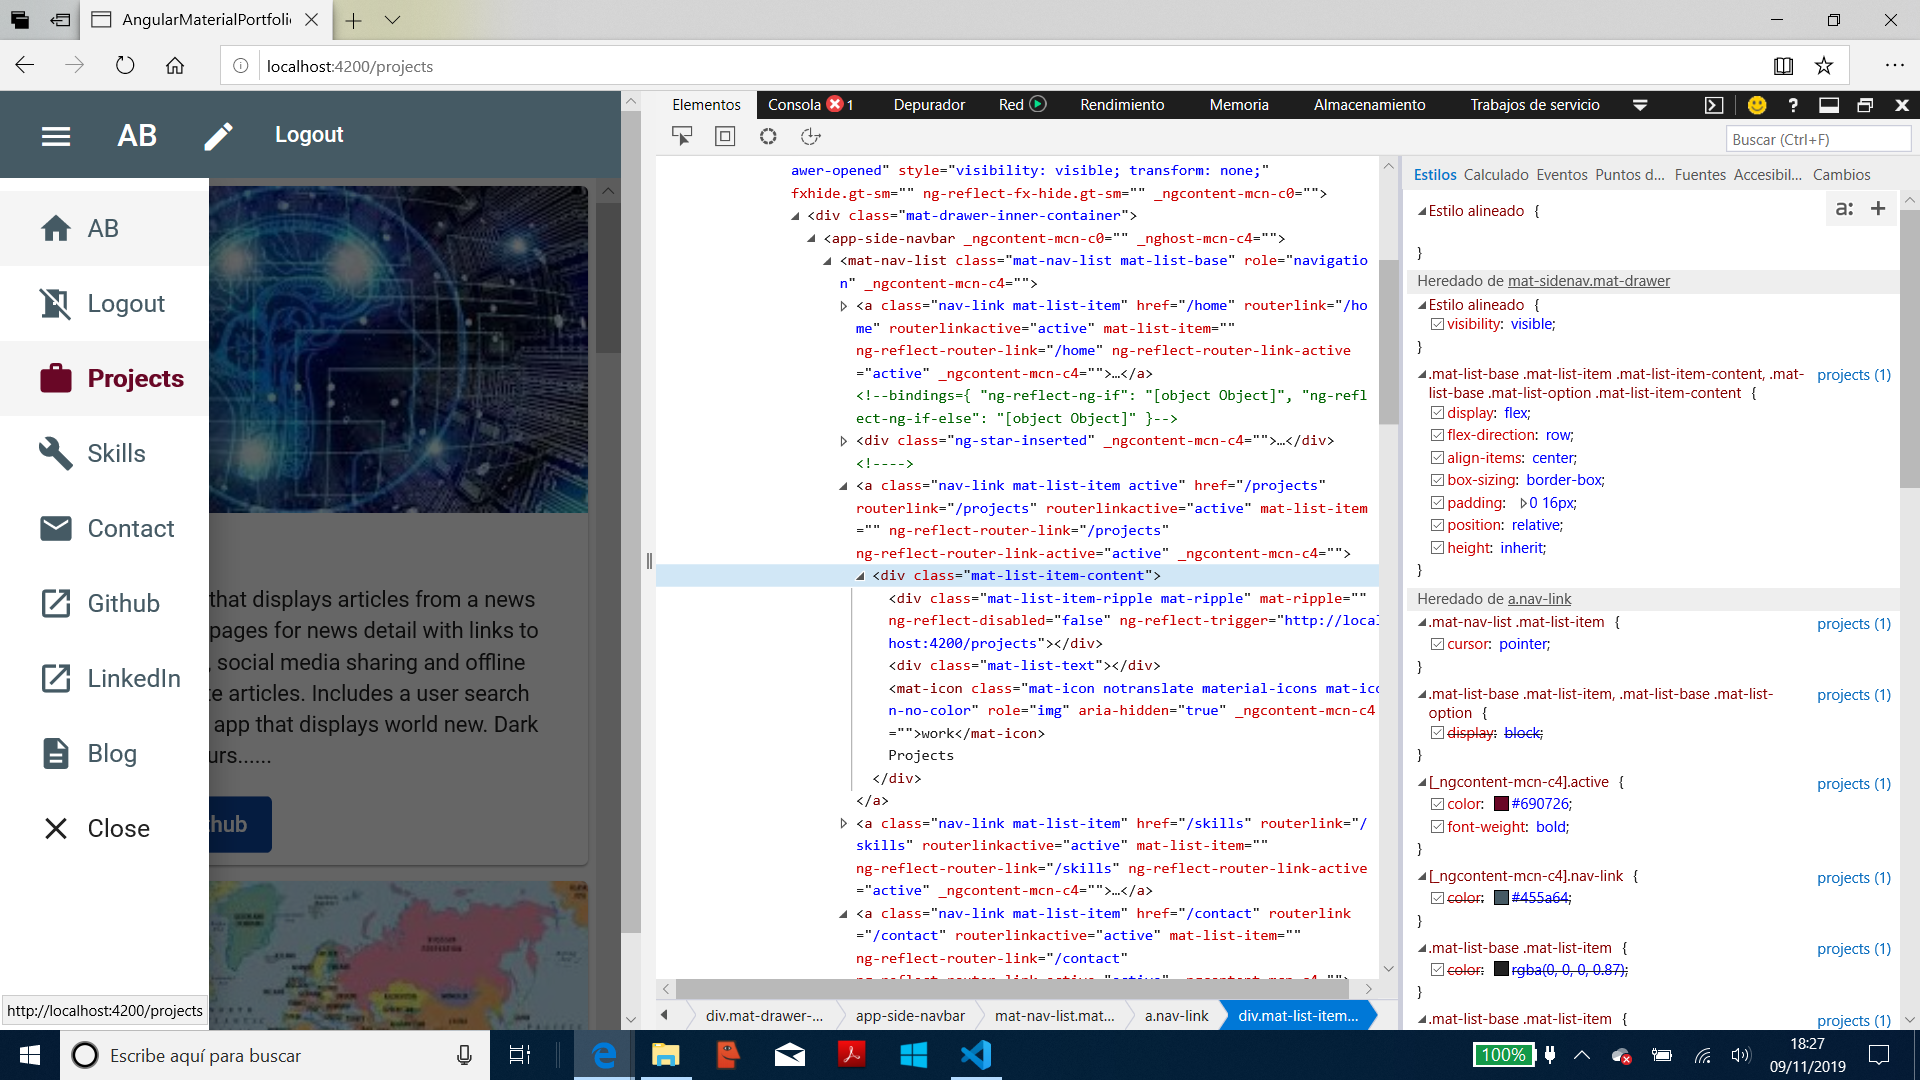 AngularMaterialPortfoli
localhost:4200/projects
Elementos
Consola 1
Depurador
Red
Rendimiento
Memoria
Almacenamiento
Trabajos de servicio
Buscar (Ctrl+F)
AB
Logout
AB
Logout
Projects
Skills
Contact
Github
LinkedIn
Blog
Close
that displays articles from a news
pages for news detail with links to
, social media sharing and offline
te articles. Includes a user search
app that displays world new. Dark
urs......
hub
http://localhost:4200/projects
awer-opened" style="visibility: visible; transform: none;"
fxhide.gt-sm="" ng-reflect-fx-hide.gt-sm="" _ngcontent-mcn-c0="">
<div class="mat-drawer-inner-container">
<app-side-navbar _ngcontent-mcn-c0="" _nghost-mcn-c4="">
<mat-nav-list class="mat-nav-list mat-list-base" role="navigatio
n" _ngcontent-mcn-c4="">
<a class="nav-link mat-list-item" href="/home" routerlink="/ho
me" routerlinkactive="active" mat-list-item=""
ng-reflect-router-link="/home" ng-reflect-router-link-active
="active" _ngcontent-mcn-c4="">…</a>
<!--bindings={ "ng-reflect-ng-if": "[object Object]", "ng-refl
ect-ng-if-else": "[object Object]" }-->
<div class="ng-star-inserted" _ngcontent-mcn-c4="">…</div>
<!---->
<a class="nav-link mat-list-item active" href="/projects"
routerlink="/projects" routerlinkactive="active" mat-list-item
="" ng-reflect-router-link="/projects"
ng-reflect-router-link-active="active" _ngcontent-mcn-c4="">
<div class="mat-list-item-content">
<div class="mat-list-item-ripple mat-ripple" mat-ripple=""
ng-reflect-disabled="false" ng-reflect-trigger="http://local
host:4200/projects"></div>
<div class="mat-list-text"></div>
<mat-icon class="mat-icon notranslate material-icons mat-ico
n-no-color" role="img" aria-hidden="true" _ngcontent-mcn-c4
="">work</mat-icon>
Projects
</div>
</a>
<a class="nav-link mat-list-item" href="/skills" routerlink="/
skills" routerlinkactive="active" mat-list-item=""
ng-reflect-router-link="/skills" ng-reflect-router-link-active
="active" _ngcontent-mcn-c4="">…</a>
<a class="nav-link mat-list-item" href="/contact" routerlink
="/contact" routerlinkactive="active" mat-list-item=""
ng-reflect-router-link="/contact"
ng-reflect-router-link-active="active" _ngcontent-mcn-c4="">
div.mat-drawer-...
app-side-navbar
mat-nav-list.mat...
a.nav-link
div.mat-list-item...
Estilos
Calculado
Eventos
Puntos d...
Fuentes
Accesibil...
Cambios
Estilo alineado {
a: +
}
Heredado de mat-sidenav.mat-drawer
Estilo alineado {
visibility: visible;
}
.mat-list-base .mat-list-item .mat-list-item-content, .mat- projects (1)
list-base .mat-list-option .mat-list-item-content {
display: flex;
flex-direction: row;
align-items: center;
box-sizing: border-box;
padding: 0 16px;
position: relative;
height: inherit;
}
Heredado de a.nav-link
.mat-nav-list .mat-list-item { projects (1)
cursor: pointer;
}
.mat-list-base .mat-list-item, .mat-list-base .mat-list- projects (1)
option {
display: block;
}
[_ngcontent-mcn-c4].active { projects (1)
color: #690726;
font-weight: bold;
}
[_ngcontent-mcn-c4].nav-link { projects (1)
color: #455a64;
}
.mat-list-base .mat-list-item { projects (1)
color: rgba(0, 0, 0, 0.87);
}
.mat-list-base .mat-list-item { projects (1)
Escribe aquí para buscar
100%
18:27
09/11/2019